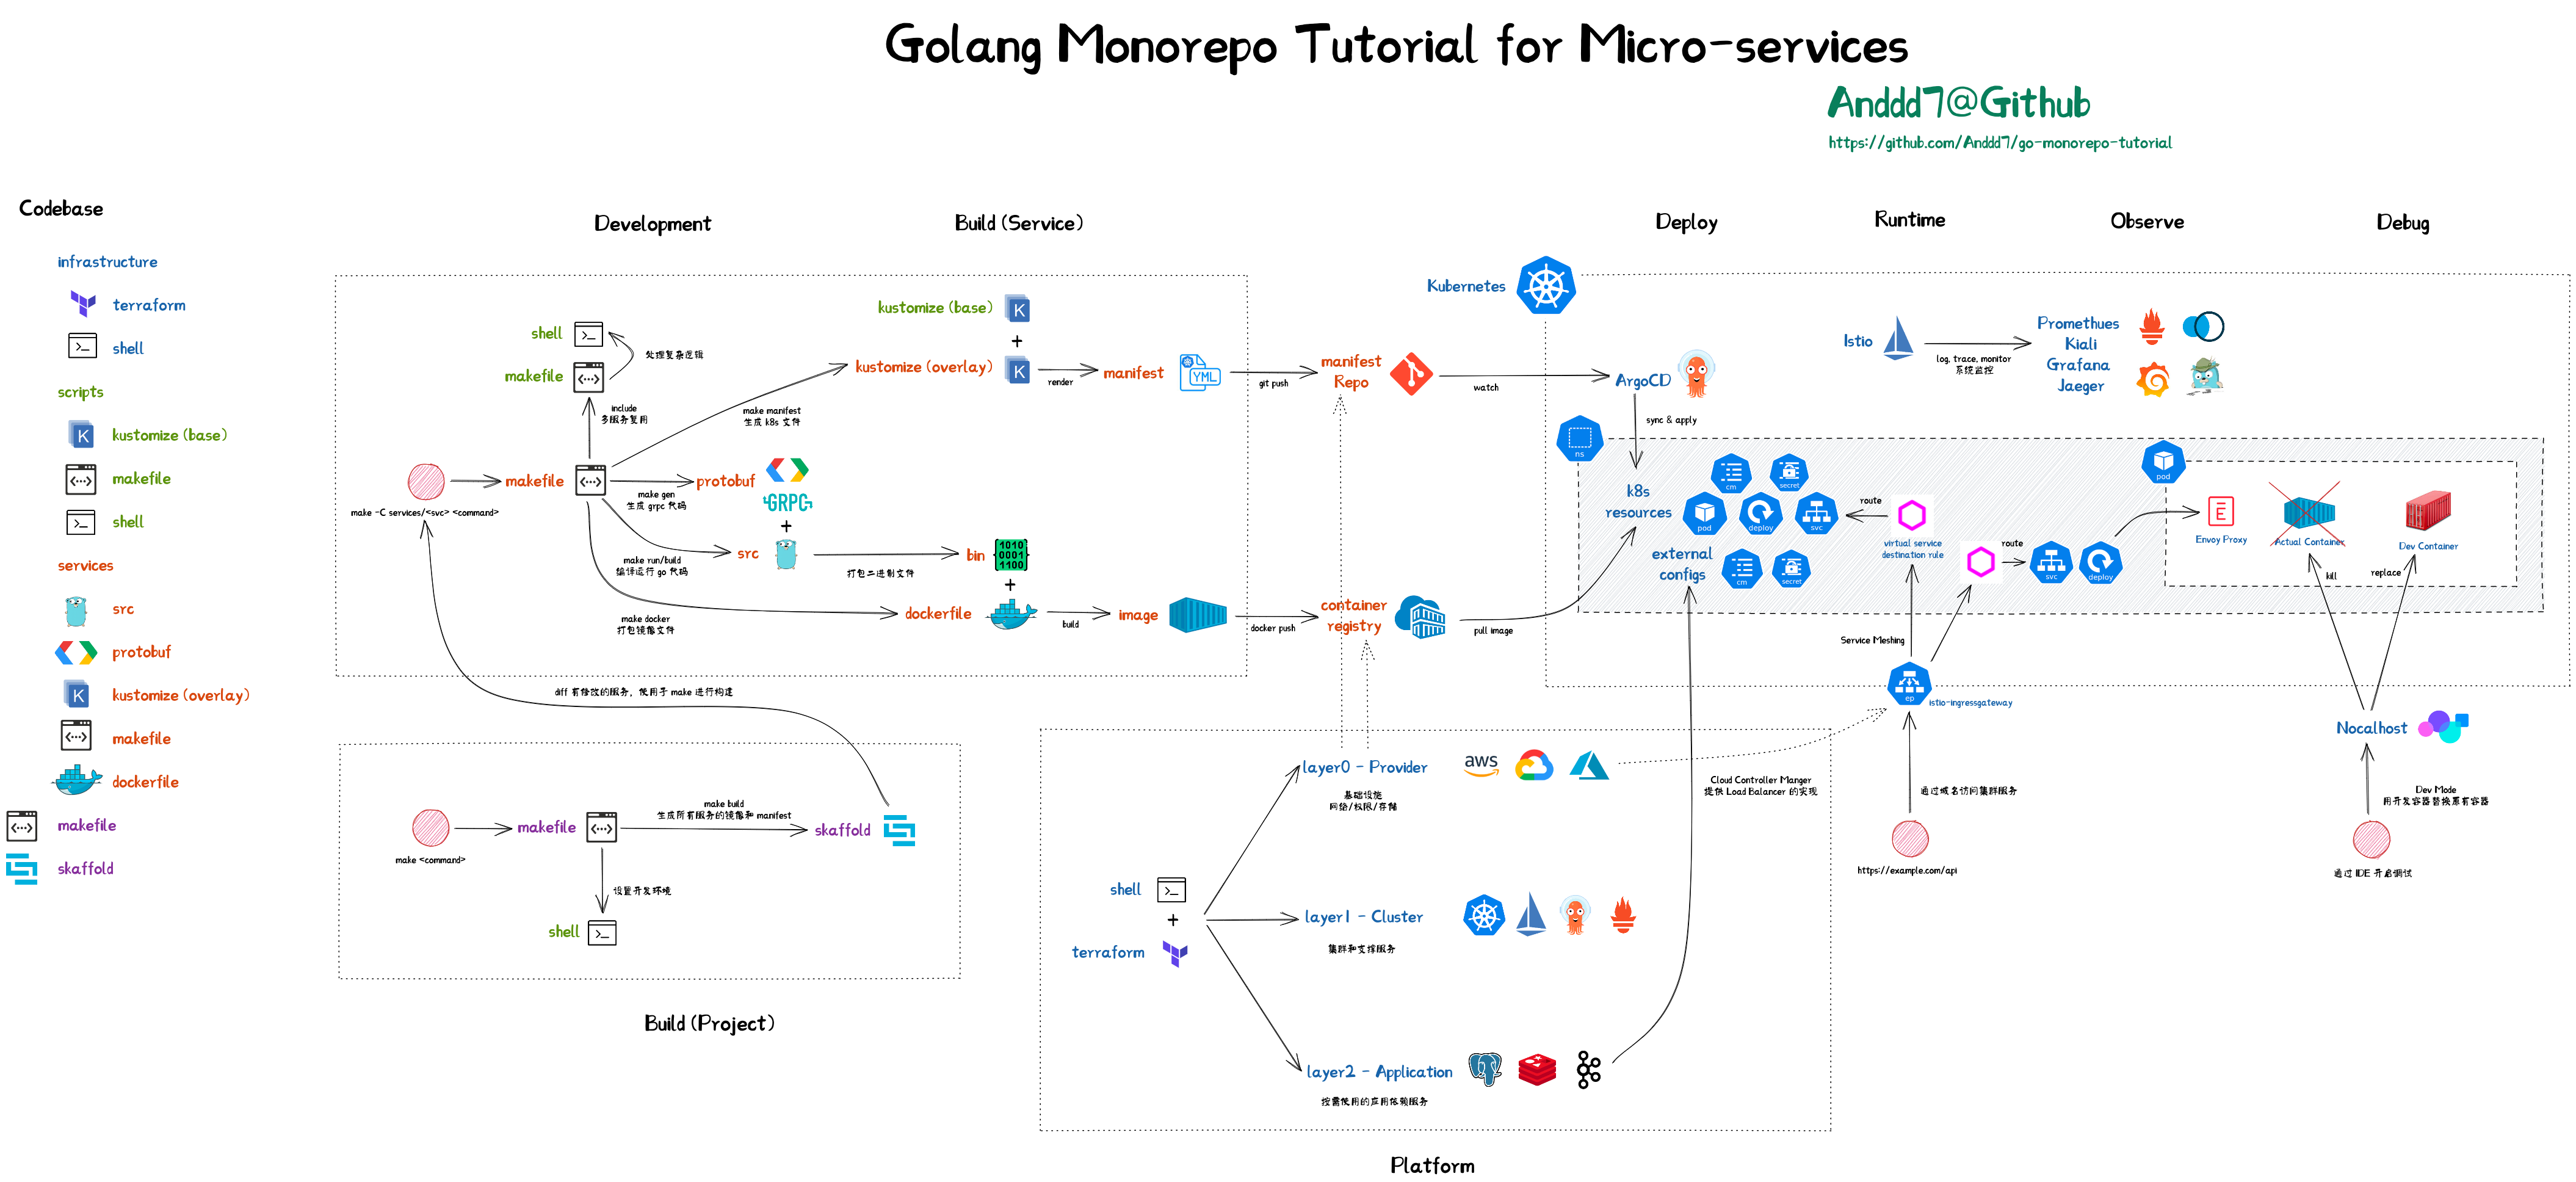 Golang Monorepo Tutorial for Micro-services
Anddd7@Github
https://github.com/Anddd7/go-monorepo-tutorial
Codebase
infrastructure
terraform
shell
scripts
kustomize (base)
makefile
shell
services
src
protobuf
kustomize (overlay)
makefile
dockerfile
makefile
skaffold
Development
Build (Service)
shell
处理复杂逻辑
makefile
include
多服务复用
make -C services/<svc> <command>
makefile
make manifest
生成 k8s 文件
make gen
生成 grpc 代码
protobuf
GRPC
+
make run/build
编译运行 go 代码
src
打包二进制文件
make docker
打包镜像文件
kustomize (base)
+
kustomize (overlay)
render
manifest
YML
bin
1010
0001
1100
+
dockerfile
build
image
git push
docker push
manifest
Repo
container
registry
watch
pull image
diff 有修改的服务, 使用子 make 进行构建
make <command>
makefile
make build
生成所有服务的镜像和 manifest
skaffold
设置开发环境
shell
Build (Project)
Deploy
Runtime
Observe
Debug
Kubernetes
ArgoCD
sync & apply
Istio
log, trace, monitor
系统监控
Promethues
Kiali
Grafana
Jaeger
ns
k8s
resources
external
configs
cm
secret
pod
deploy
svc
cm
secret
route
virtual service
destination rule
route
svc
deploy
pod
Envoy Proxy
Actual Container
Dev Container
kill
replace
Service Meshing
ep
istio-ingressgateway
通过域名访问集群服务
https://example.com/api
Nocalhost
Dev Mode
用开发容器替换原有容器
通过 IDE 开启调试
shell
+
terraform
layer0 - Provider
基础设施
网络/权限/存储
aws
Cloud Controller Manger
提供 Load Balancer 的实现
layer1 - Cluster
集群和支撑服务
layer2 - Application
按需使用的应用依赖服务
Platform